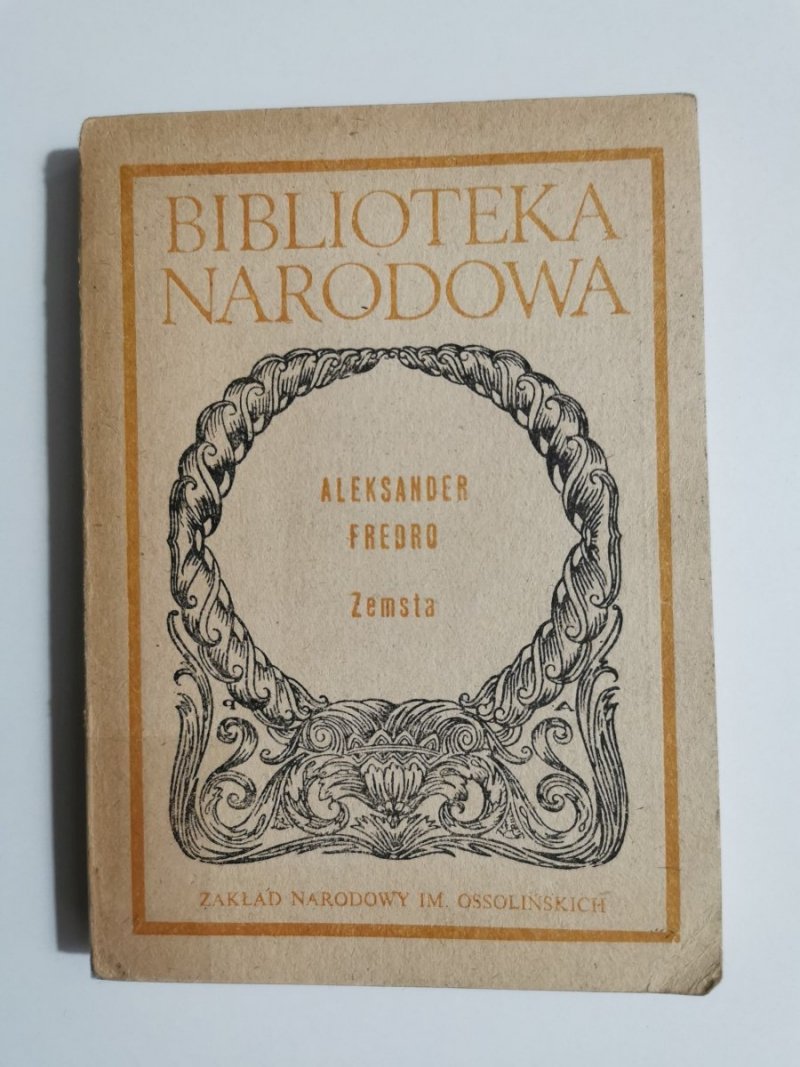 BIBLIOTEKA
NARODOWA
ALEKSANDER
FREDRO
Zemsta
ZAKŁAD NARODOWY IM. OSSOLIŃSKICH